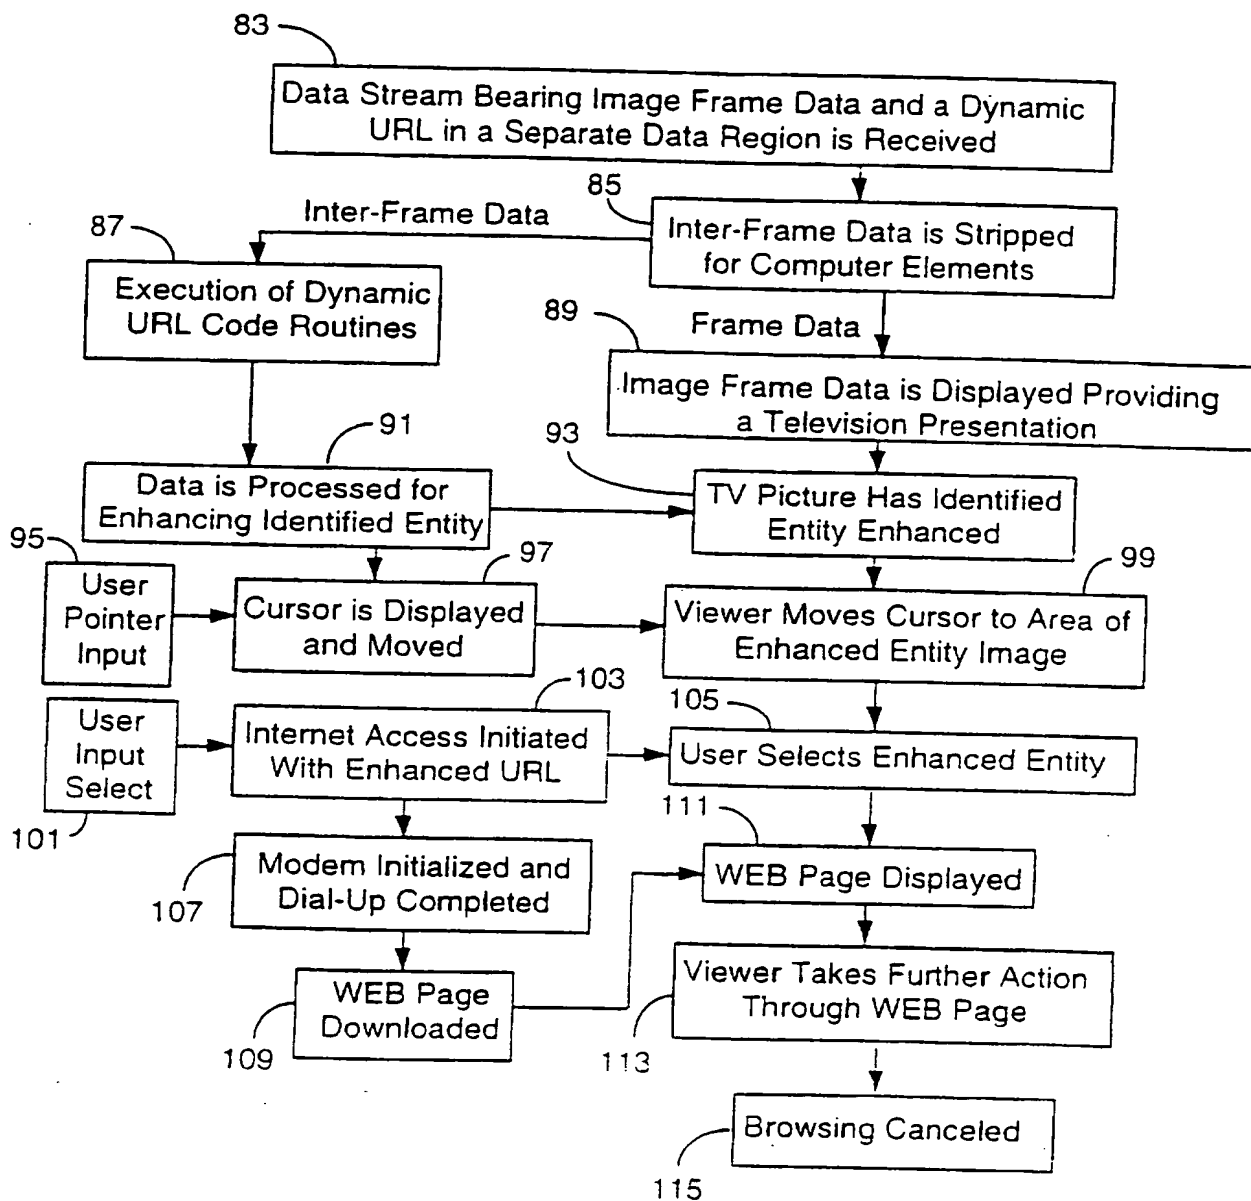 83
Data Stream Bearing Image Frame Data and a Dynamic
URL in a Separate Data Region is Received
85
Inter-Frame Data
87
Inter-Frame Data is Stripped
for Computer Elements
Execution of Dynamic
URL Code Routines
89
Frame Data
Image Frame Data is Displayed Providing
a Television Presentation
91
93
Data is Processed for
Enhancing Identified Entity
TV Picture Has Identified
Entity Enhanced
95
97
99
User
Pointer
Input
Cursor is Displayed
and Moved
Viewer Moves Cursor to Area of
Enhanced Entity Image
103
105
User
Input
Select
Internet Access Initiated
With Enhanced URL
User Selects Enhanced Entity
101
111
Modem Initialized and
Dial-Up Completed
107
WEB Page Displayed
WEB Page
Downloaded
109
Viewer Takes Further Action
Through WEB Page
113
Browsing Canceled
115